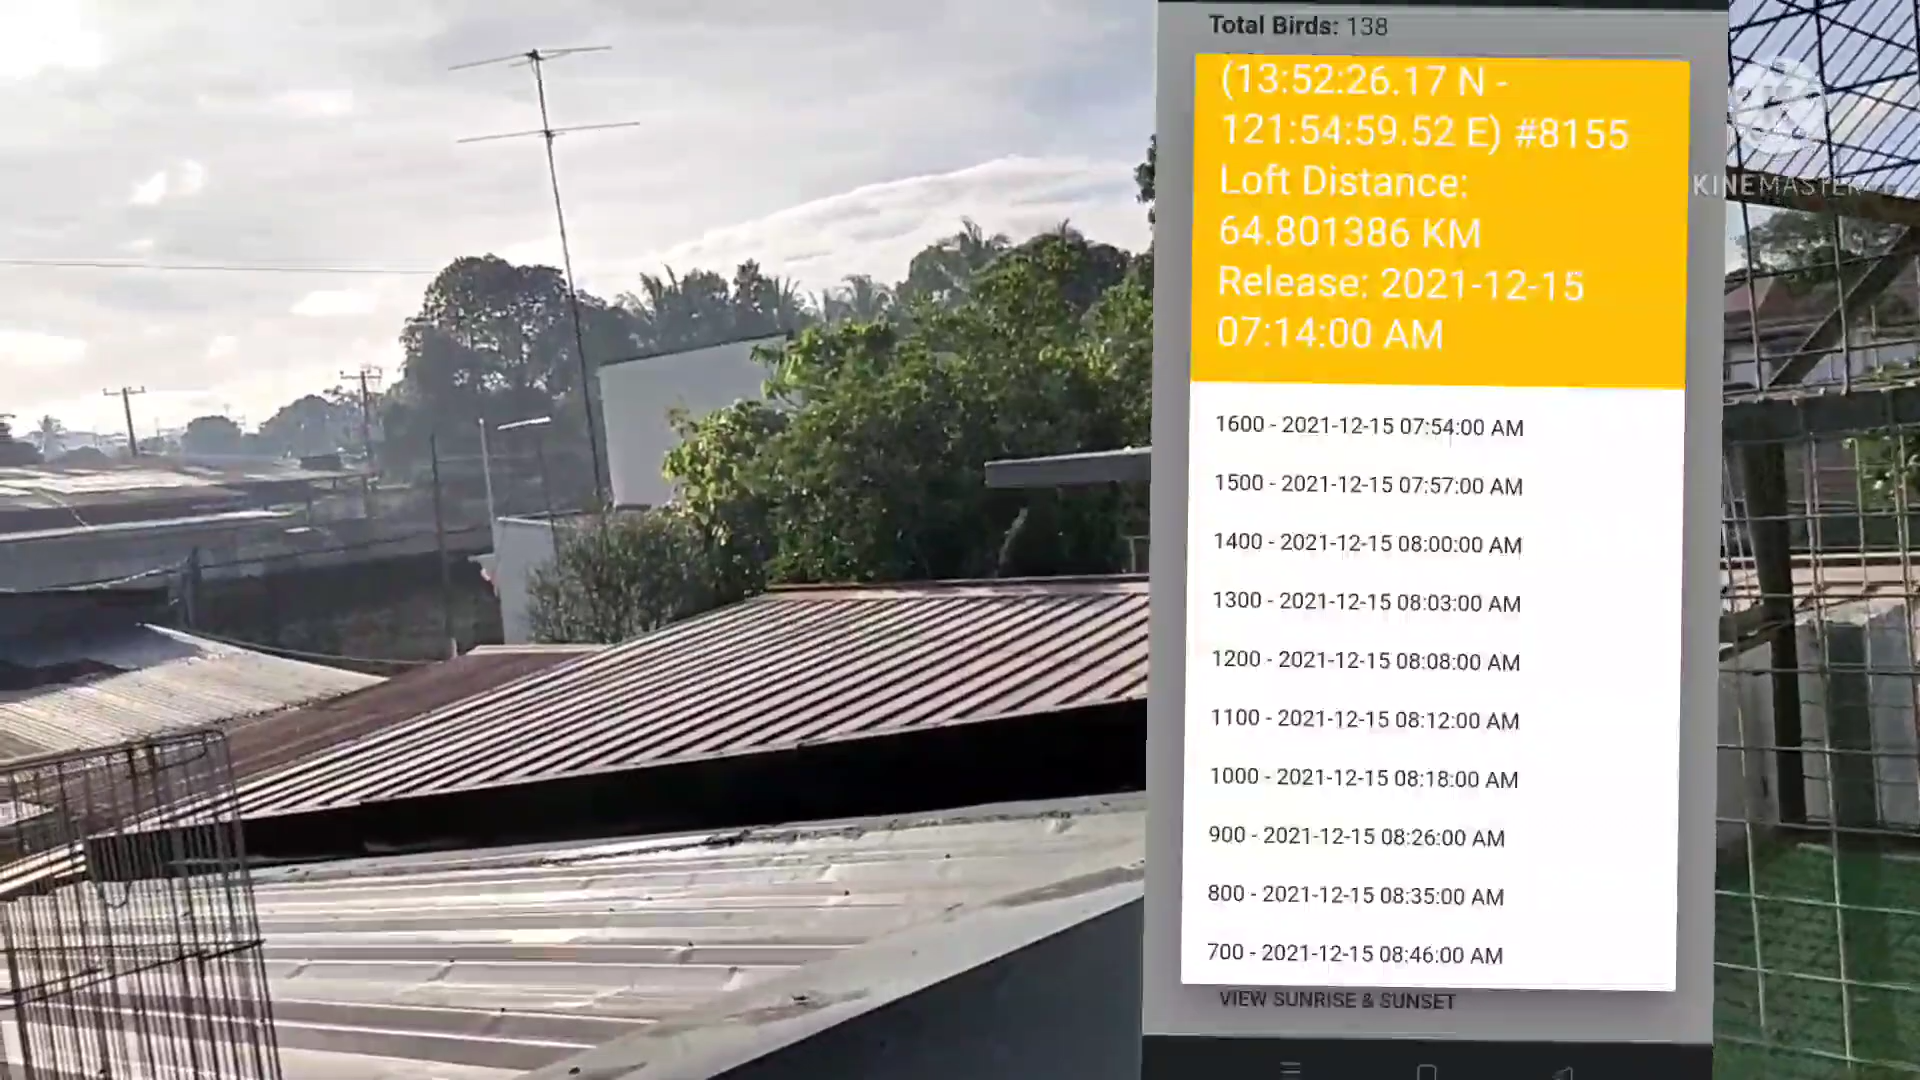 Total Birds: 138
(13:52:26.17 N -
121:54:59.52 E) #8155
Loft Distance:
64.801386 KM
Release: 2021-12-15
07:14:00 AM
KINEMASTER
1600 - 2021-12-15 07:54:00 AM
1500 - 2021-12-15 07:57:00 AM
1400 - 2021-12-15 08:00:00 AM
1300 - 2021-12-15 08:03:00 AM
1200 - 2021-12-15 08:08:00 AM
1100 - 2021-12-15 08:12:00 AM
1000 - 2021-12-15 08:18:00 AM
900 - 2021-12-15 08:26:00 AM
800 - 2021-12-15 08:35:00 AM
700 - 2021-12-15 08:46:00 AM
VIEW SUNRISE & SUNSET